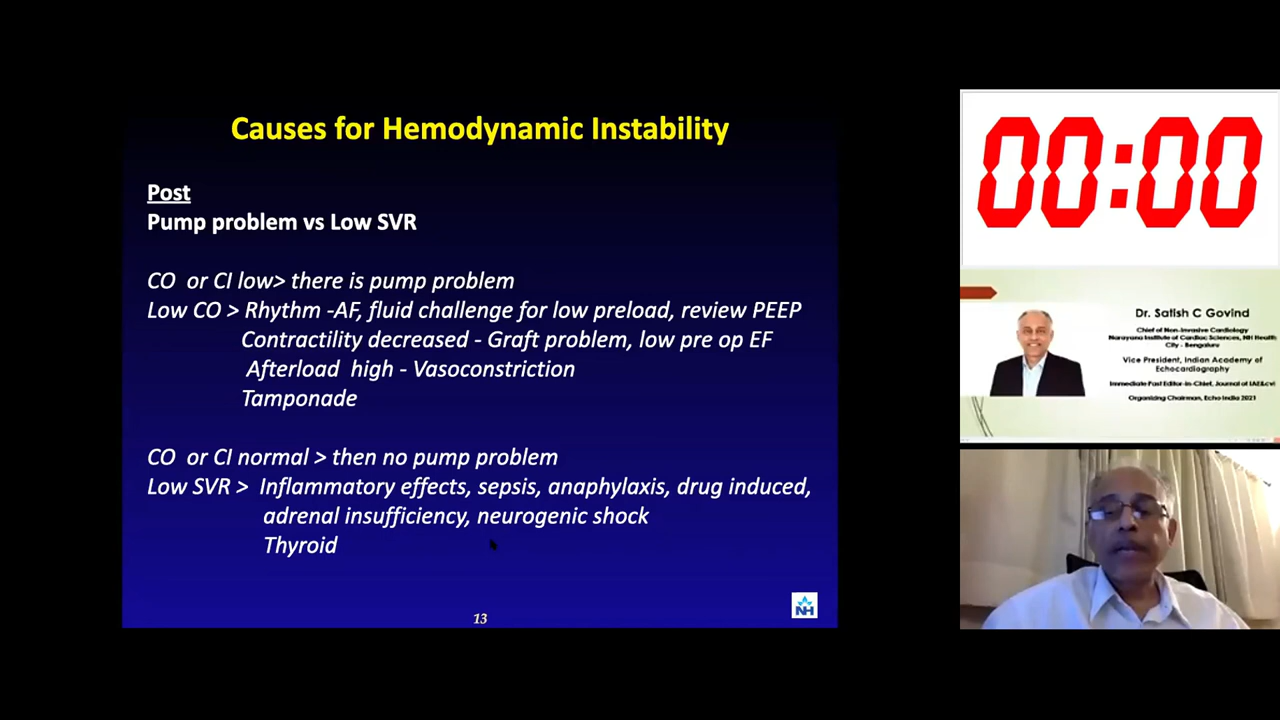 Causes for Hemodynamic Instability
Post
Pump problem vs Low SVR
CO or CI low> there is pump problem
Low CO > Rhythm -AF, fluid challenge for low preload, review PEEP
Contractility decreased - Graft problem, low pre op EF
Afterload high - Vasoconstriction
Tamponade
CO or CI normal > then no pump problem
Low SVR > Inflammatory effects, sepsis, anaphylaxis, drug induced,
adrenal insufficiency, neurogenic shock
Thyroid
13
NH
00:00
Dr. Satish C Govind
Chief of Non-Invasive Cardiology
Narayana Institute of Cardiac Sciences, NH Health
City - Bengaluru
Vice President, Indian Academy of
Echocardiography
Immediate Past Editor-in-Chief, Journal of IAE&cvi
Organizing Chairman, Echo India 2021